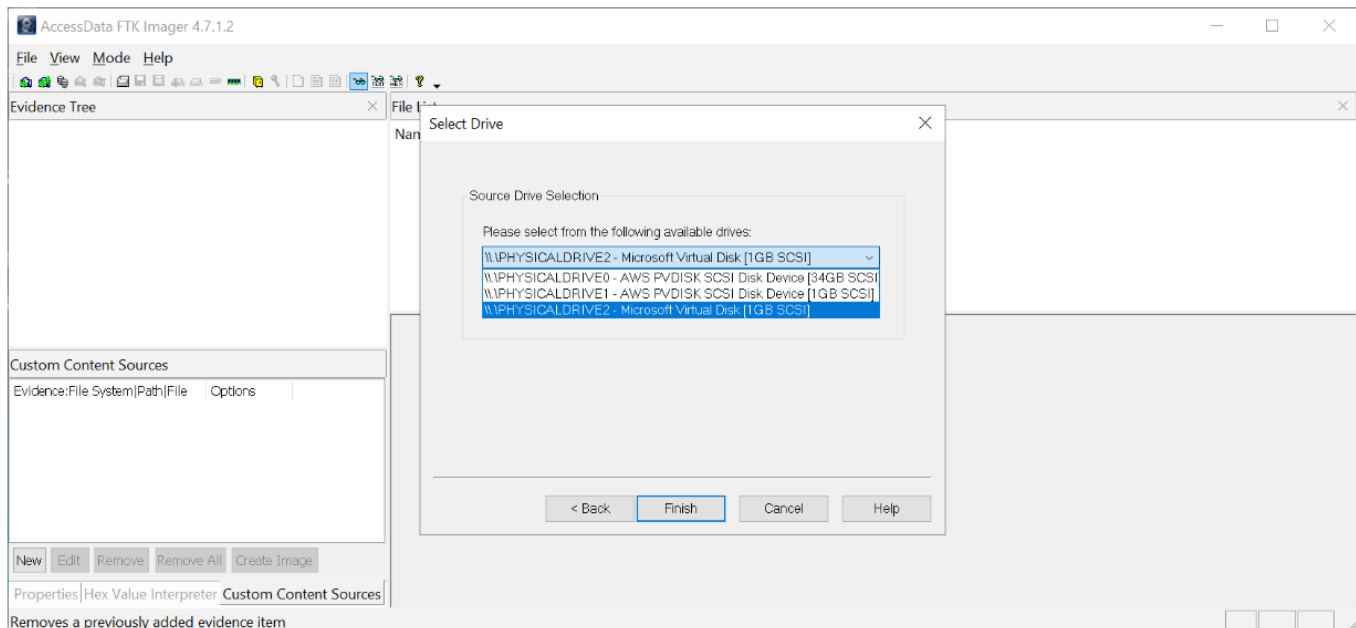 AccessData FTK Imager 4.7.1.2
File View Mode Help
Evidence Tree
File List
Nam
Select Drive
Source Drive Selection
Please select from the following available drives:
\\.\PHYSICALDRIVE2 - Microsoft Virtual Disk [1GB SCSI]
\\.\PHYSICALDRIVE0 - AWS PVDISK SCSI Disk Device [34GB SCSI
\\.\PHYSICALDRIVE1 - AWS PVDISK SCSI Disk Device [1GB SCSI]
\\.\PHYSICALDRIVE2 - Microsoft Virtual Disk [1GB SCSI]
Custom Content Sources
Evidence:File System|Path|File Options
< Back Finish Cancel Help
New Edit Remove Remove All Create Image
Properties Hex Value Interpreter Custom Content Sources
Removes a previously added evidence item